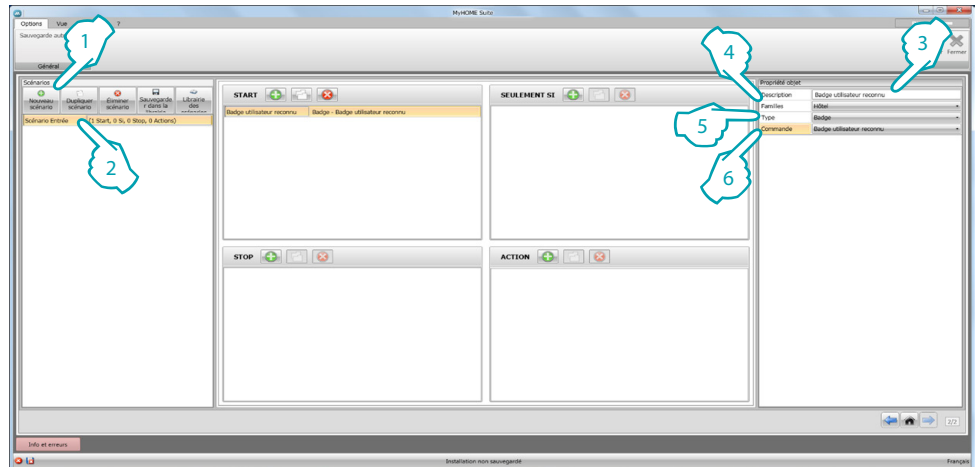 MyHOME Suite
Options Vue ?
Sauvegarde au
Général
Fermer
1
2
3
4
5
6
Scénarios
Nouveau scénario
Dupliquer scénario
Éliminer scénario
Sauvegarde r dans la
Librairie des
Scénario Entrée (1 Start, 0 Si, 0 Stop, 0 Actions)
START
Badge utilisateur reconnu Badge - Badge utilisateur reconnu
SEULEMENT SI
STOP
ACTION
Propriété objet
Description Badge utilisateur reconnu
Familles Hôtel
Type Badge
Commande Badge utilisateur reconnu
2/2
Info et erreurs
Installation non sauvegardé
Français